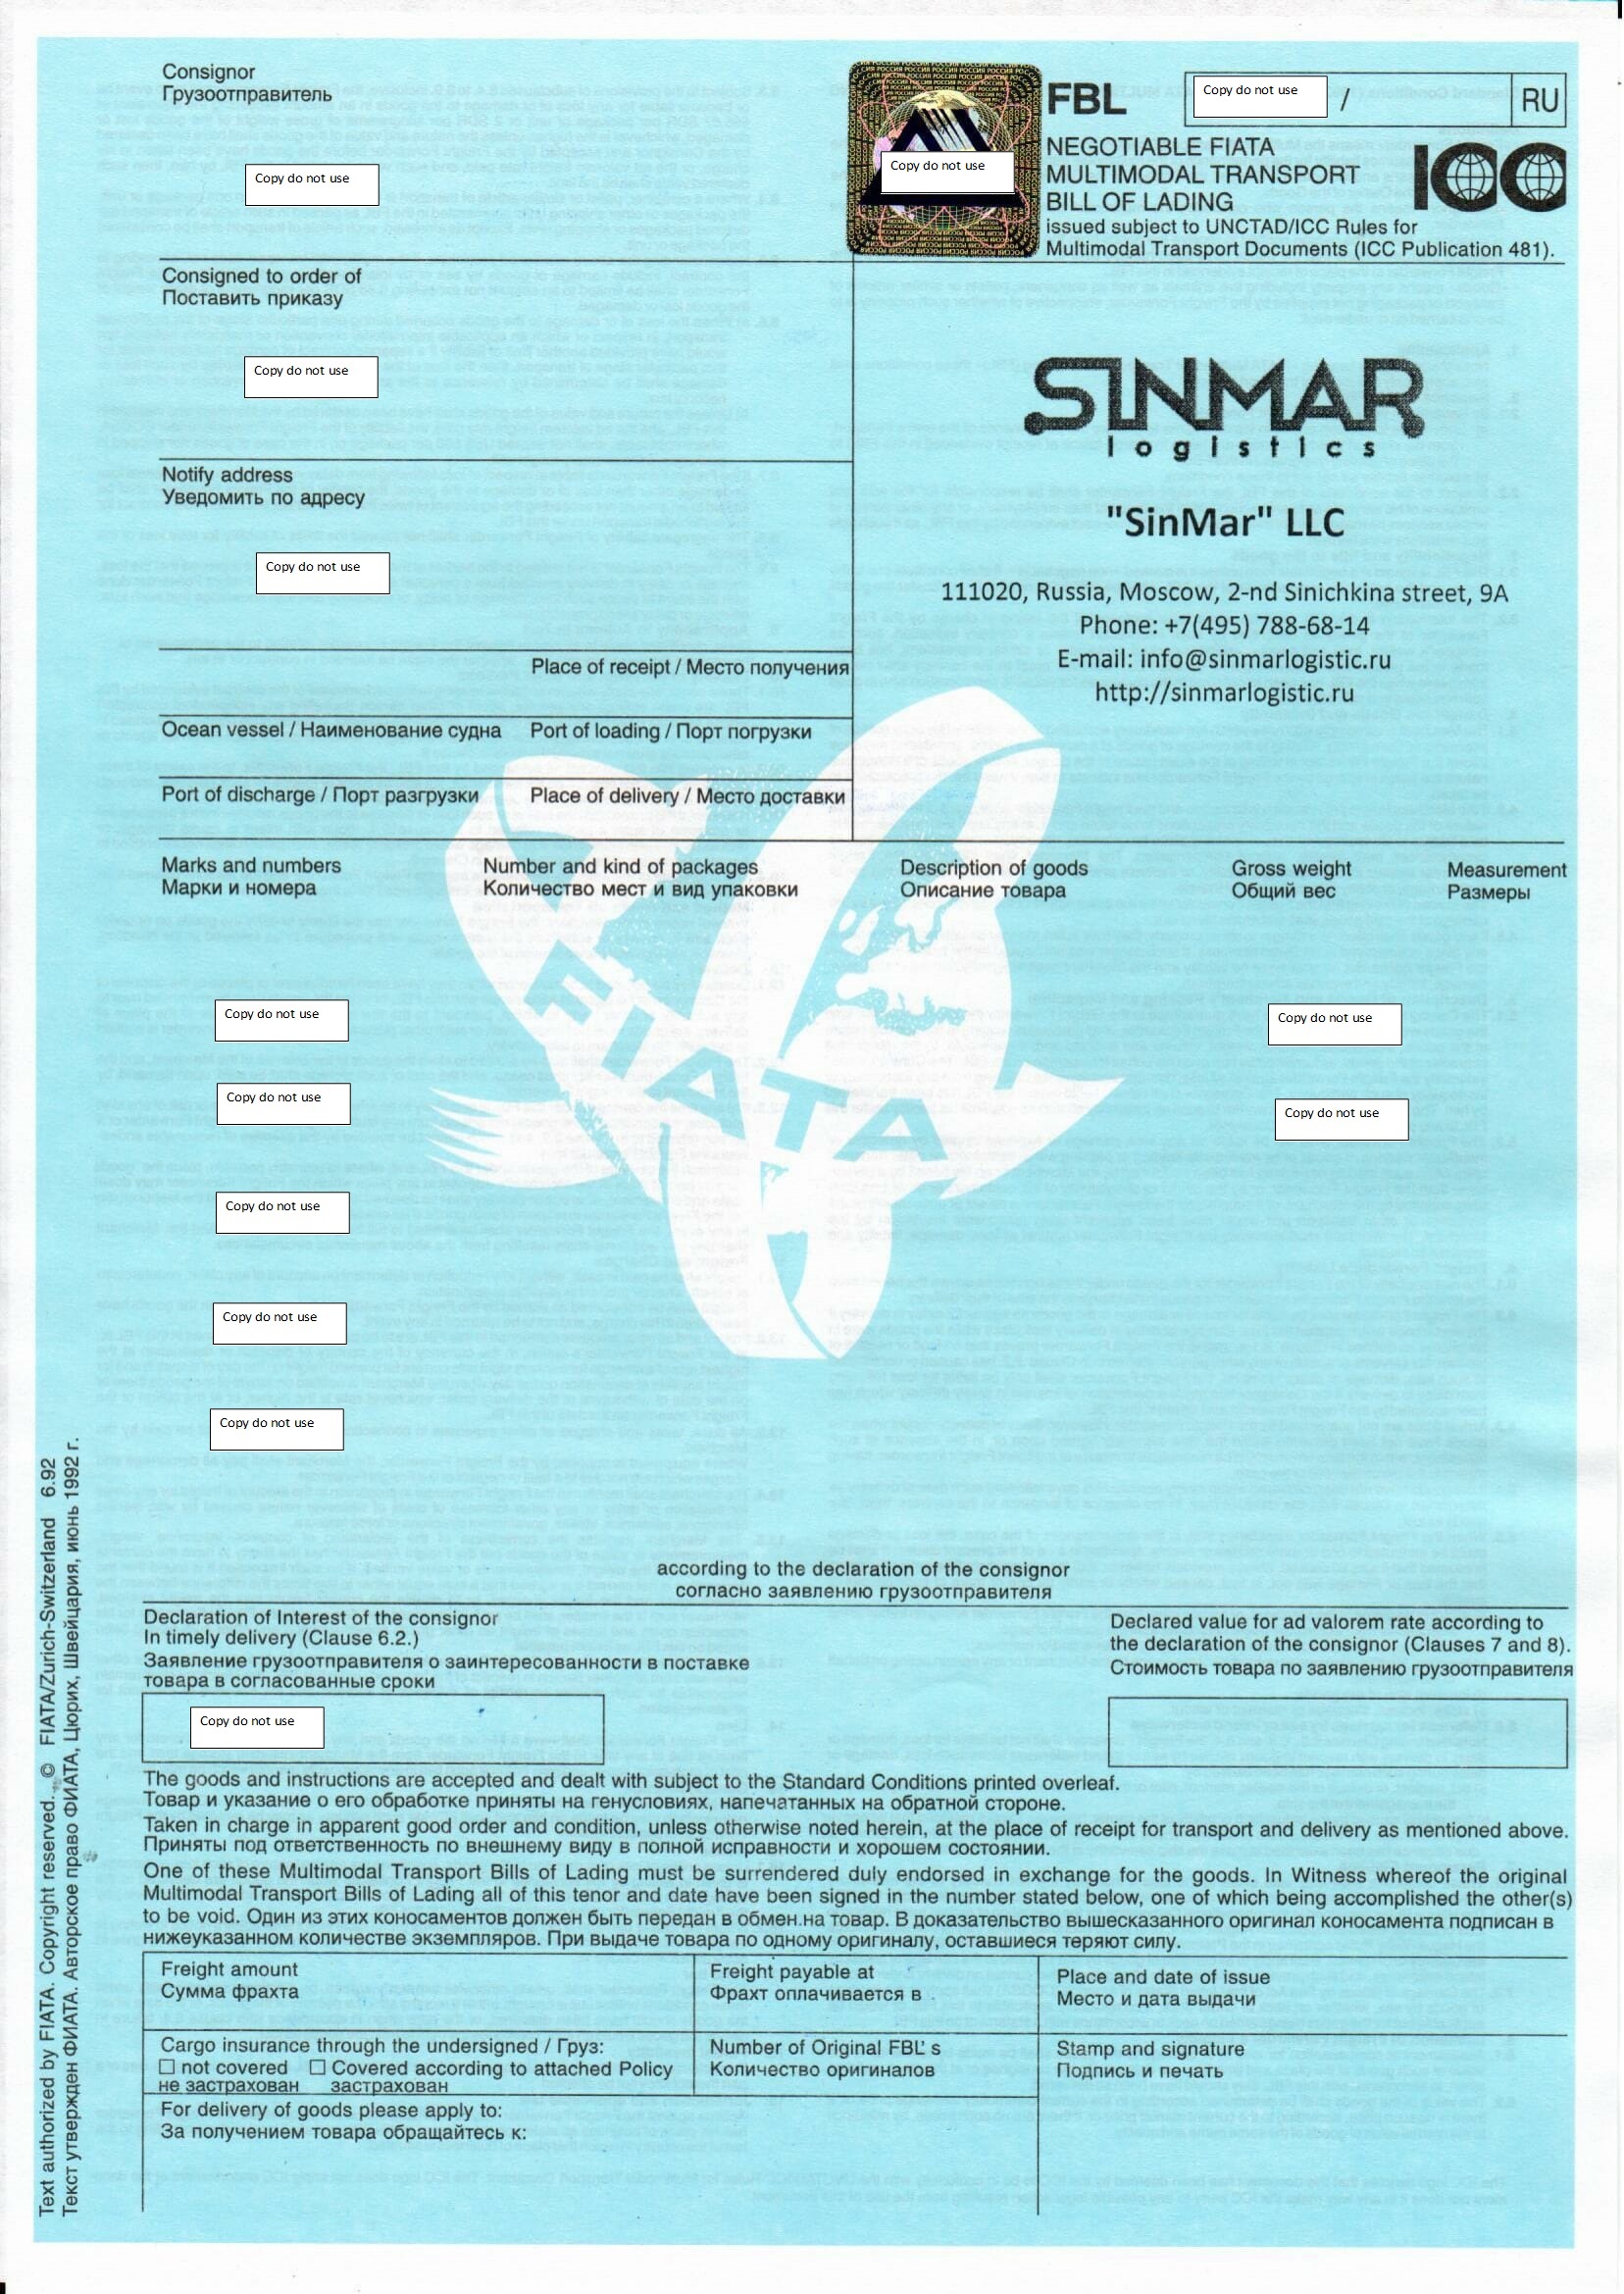 Consignor
Грузоотправитель
Copy do not use
Copy do not use
FBL
Copy do not use
/
RU
NEGOTIABLE FIATA
MULTIMODAL TRANSPORT
BILL OF LADING
ICC
issued subject to UNCTAD/ICC Rules for
Multimodal Transport Documents (ICC Publication 481).
Consigned to order of
Поставить приказу
Copy do not use
Notify address
Уведомить по адресу
Copy do not use
SINMAR
logistics
"SinMar" LLC
111020, Russia, Moscow, 2-nd Sinichkina street, 9A
Phone: +7(495) 788-68-14
E-mail: info@sinmarlogistic.ru
http://sinmarlogistic.ru
Place of receipt / Место получения
Ocean vessel / Наименование судна
Port of loading / Порт погрузки
Port of discharge / Порт разгрузки
Place of delivery / Место доставки
Marks and numbers
Марки и номера
Number and kind of packages
Количество мест и вид упаковки
Description of goods
Описание товара
Gross weight
Общий вес
Measurement
Размеры
FIATA
Copy do not use
Copy do not use
Copy do not use
Copy do not use
Copy do not use
Copy do not use
Copy do not use
according to the declaration of the consignor
согласно заявлению грузоотправителя
Declaration of Interest of the consignor
In timely delivery (Clause 6.2.)
Заявление грузоотправителя о заинтересованности в поставке
товара в согласованные сроки
Copy do not use
Declared value for ad valorem rate according to
the declaration of the consignor (Clauses 7 and 8).
Стоимость товара по заявлению грузоотправителя
The goods and instructions are accepted and dealt with subject to the Standard Conditions printed overleaf.
Товар и указание о его обработке приняты на генусловиях, напечатанных на обратной стороне.
Taken in charge in apparent good order and condition, unless otherwise noted herein, at the place of receipt for transport and delivery as mentioned above.
Приняты под ответственность по внешнему виду в полной исправности и хорошем состоянии.
One of these Multimodal Transport Bills of Lading must be surrendered duly endorsed in exchange for the goods. In Witness whereof the original
Multimodal Transport Bills of Lading all of this tenor and date have been signed in the number stated below, one of which being accomplished the other(s)
to be void. Один из этих коносаментов должен быть передан в обмен на товар. В доказательство вышесказанного оригинал коносамента подписан в
нижеуказанном количестве экземпляров. При выдаче товара по одному оригиналу, оставшиеся теряют силу.
Freight amount
Сумма фрахта
Freight payable at
Фрахт оплачивается в
Place and date of issue
Место и дата выдачи
Cargo insurance through the undersigned / Груз:
not covered
Covered according to attached Policy
не застрахован
застрахован
Number of Original FBL's
Количество оригиналов
Stamp and signature
Подпись и печать
For delivery of goods please apply to:
За получением товара обращайтесь к:
Text authorized by FIATA. Copyright reserved. © FIATA/Zurich-Switzerland 6.92
Текст утвержден ФИАТА. Авторское право ФИАТА, Цюрих, Швейцария, июнь 1992 г.